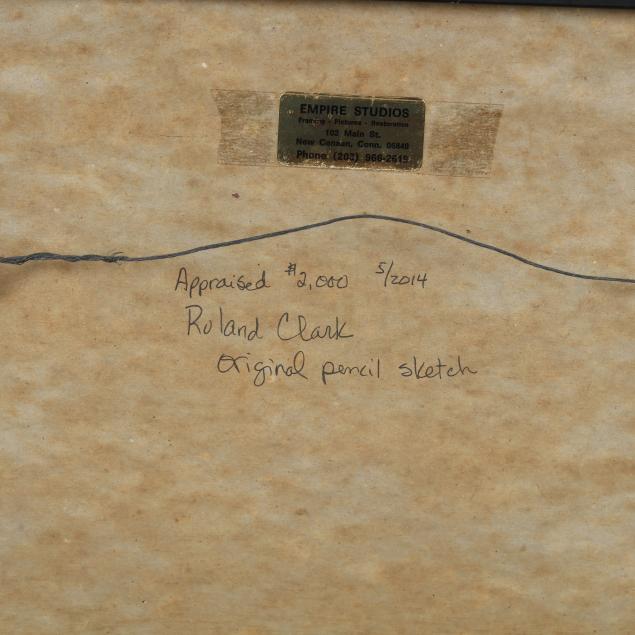 EMPIRE STUDIOS
Framing - Pictures - Restoration
102 Main St.
New Canaan, Conn. 06840
Phone (203) 966-2619
Appraised $2,000 5/2014
Roland Clark
Original pencil sketch